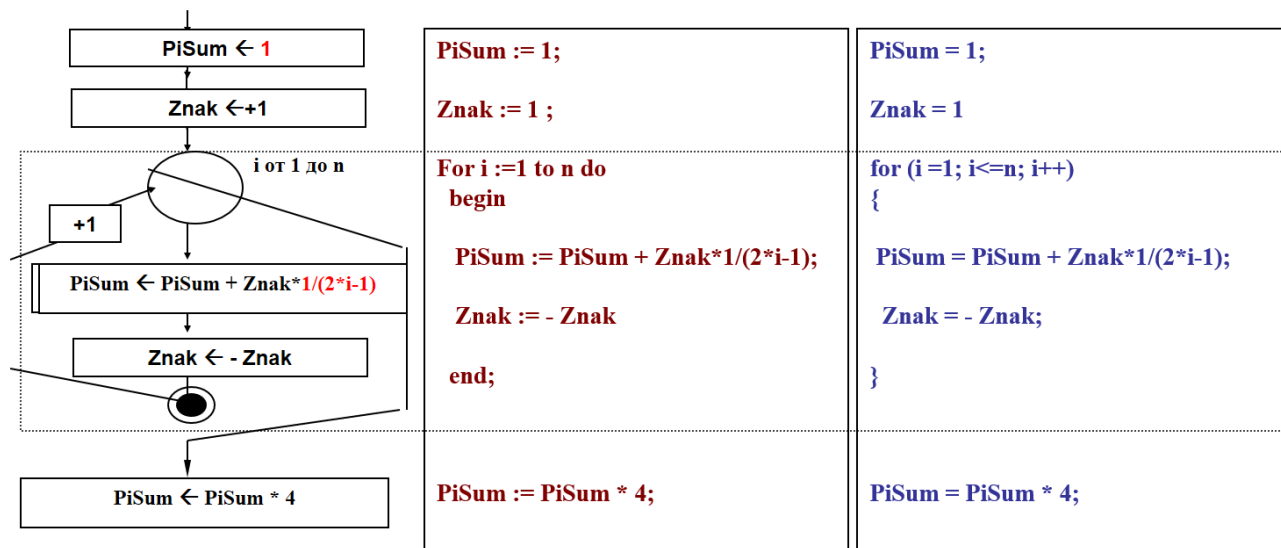 PiSum ← 1
Znak ←+1
i от 1 до n
+1
PiSum ← PiSum + Znak*1/(2*i-1)
Znak ← - Znak
PiSum ← PiSum * 4
PiSum := 1;
Znak := 1 ;
For i :=1 to n do
begin
PiSum := PiSum + Znak*1/(2*i-1);
Znak := - Znak
end;
PiSum := PiSum * 4;
PiSum = 1;
Znak = 1
for (i =1; i<=n; i++)
{
PiSum = PiSum + Znak*1/(2*i-1);
Znak = - Znak;
}
PiSum = PiSum * 4;